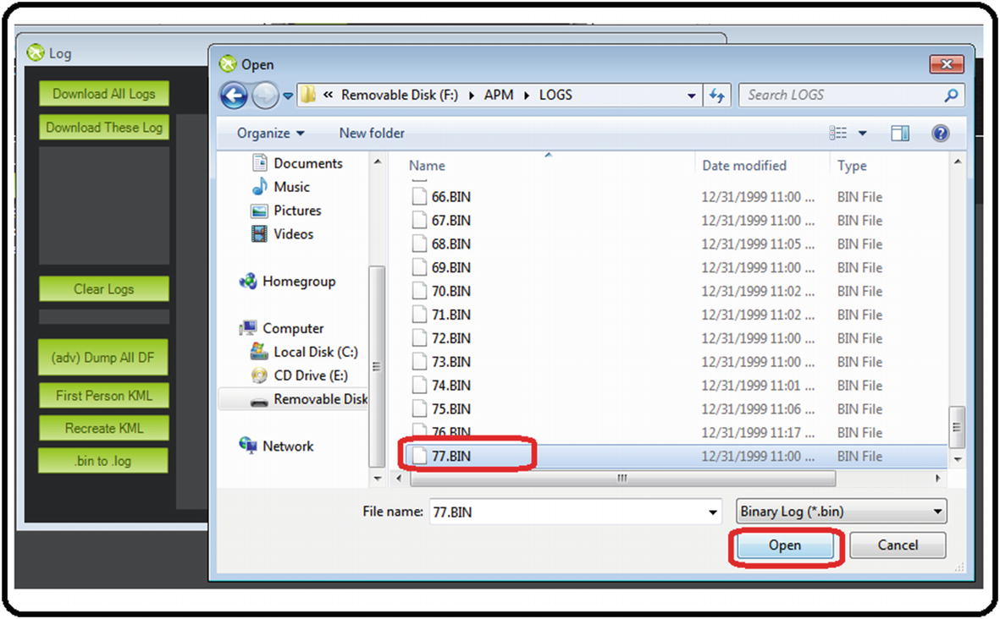 Log
Download All Logs
Download These Log
Clear Logs
(adv) Dump All DF
First Person KML
Recreate KML
.bin to .log
Open
« Removable Disk (F:) APM LOGS
Search LOGS
Organize New folder
Documents
Music
Pictures
Videos
Homegroup
Computer
Local Disk (C:)
CD Drive (E:)
Removable Disk
Network
Name Date modified Type
66.BIN 12/31/1999 11:00 ... BIN File
67.BIN 12/31/1999 11:00 ... BIN File
68.BIN 12/31/1999 11:05 ... BIN File
69.BIN 12/31/1999 11:00 ... BIN File
70.BIN 12/31/1999 11:02 ... BIN File
71.BIN 12/31/1999 11:02 ... BIN File
72.BIN 12/31/1999 11:00 ... BIN File
73.BIN 12/31/1999 11:00 ... BIN File
74.BIN 12/31/1999 11:01 ... BIN File
75.BIN 12/31/1999 11:06 ... BIN File
76.BIN 12/31/1999 11:17 ... BIN File
77.BIN 12/31/1999 11:00 ... BIN File
File name: 77.BIN Binary Log (*.bin)
Open Cancel